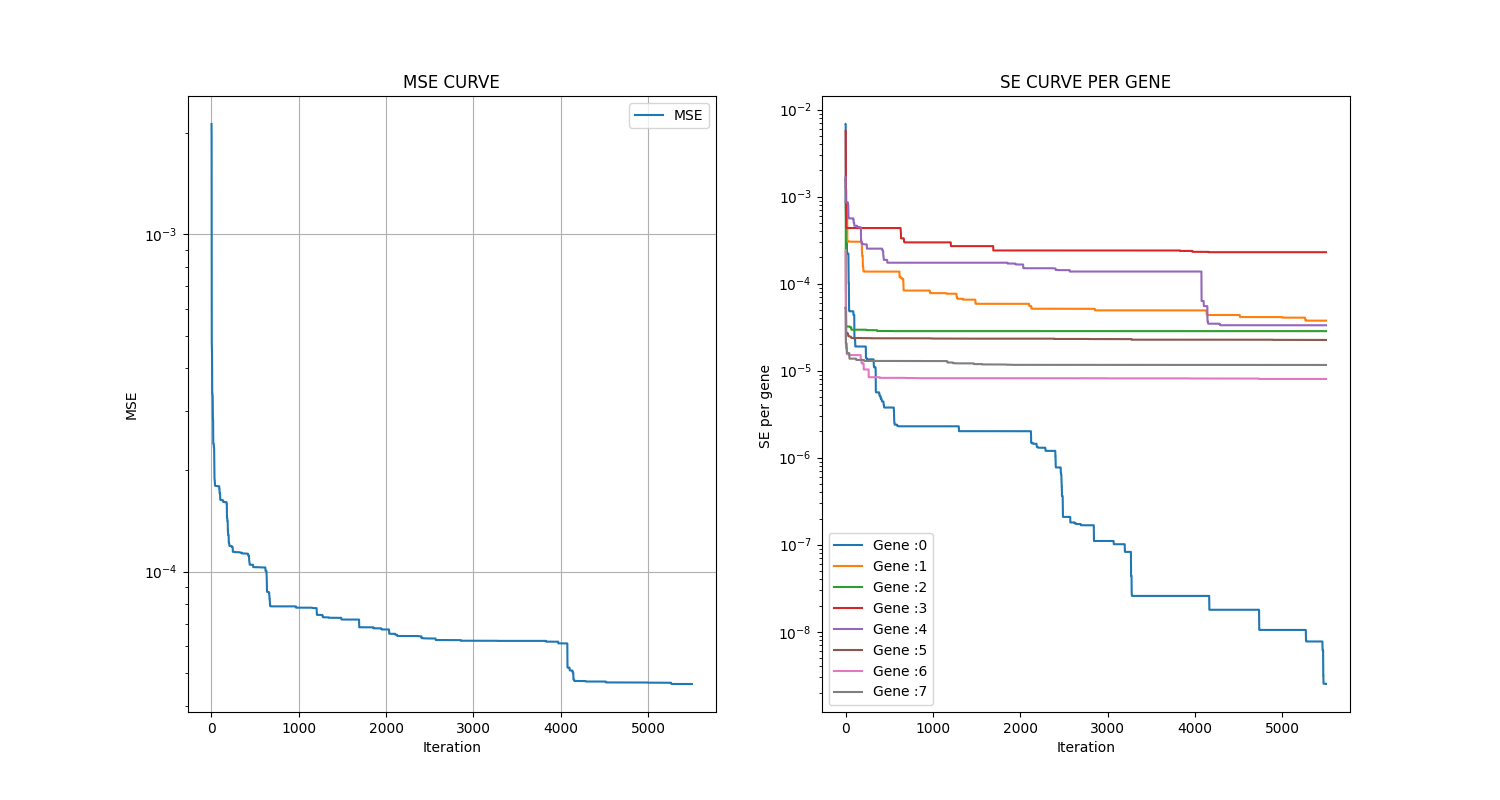 MSE CURVE
MSE
MSE
10⁻³
10⁻⁴
0 1000 2000 3000 4000 5000
Iteration
SE CURVE PER GENE
SE per gene
10⁻²
10⁻³
10⁻⁴
10⁻⁵
10⁻⁶
10⁻⁷
10⁻⁸
Gene :0
Gene :1
Gene :2
Gene :3
Gene :4
Gene :5
Gene :6
Gene :7
0 1000 2000 3000 4000 5000
Iteration